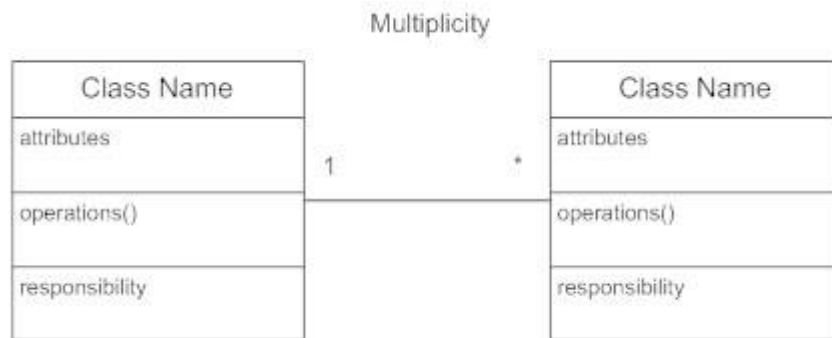 Multiplicity
Class Name
attributes
operations()
responsibility
1
*
Class Name
attributes
operations()
responsibility